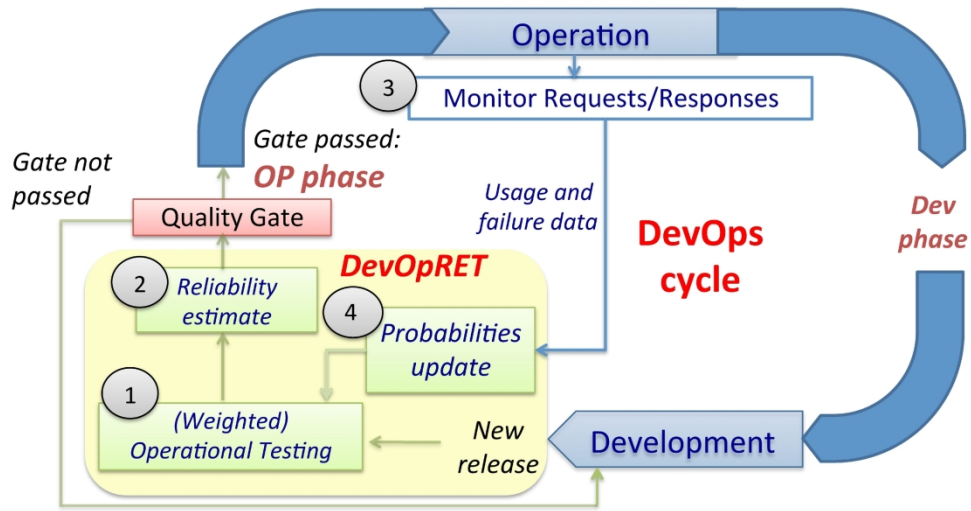 Operation
3
Monitor Requests/Responses
Gate passed:
OP phase
Gate not
passed
Quality Gate
Usage and
failure data
DevOps
cycle
Dev
phase
DevOpRET
2
Reliability
estimate
4
Probabilities
update
1
(Weighted)
Operational Testing
New
release
Development